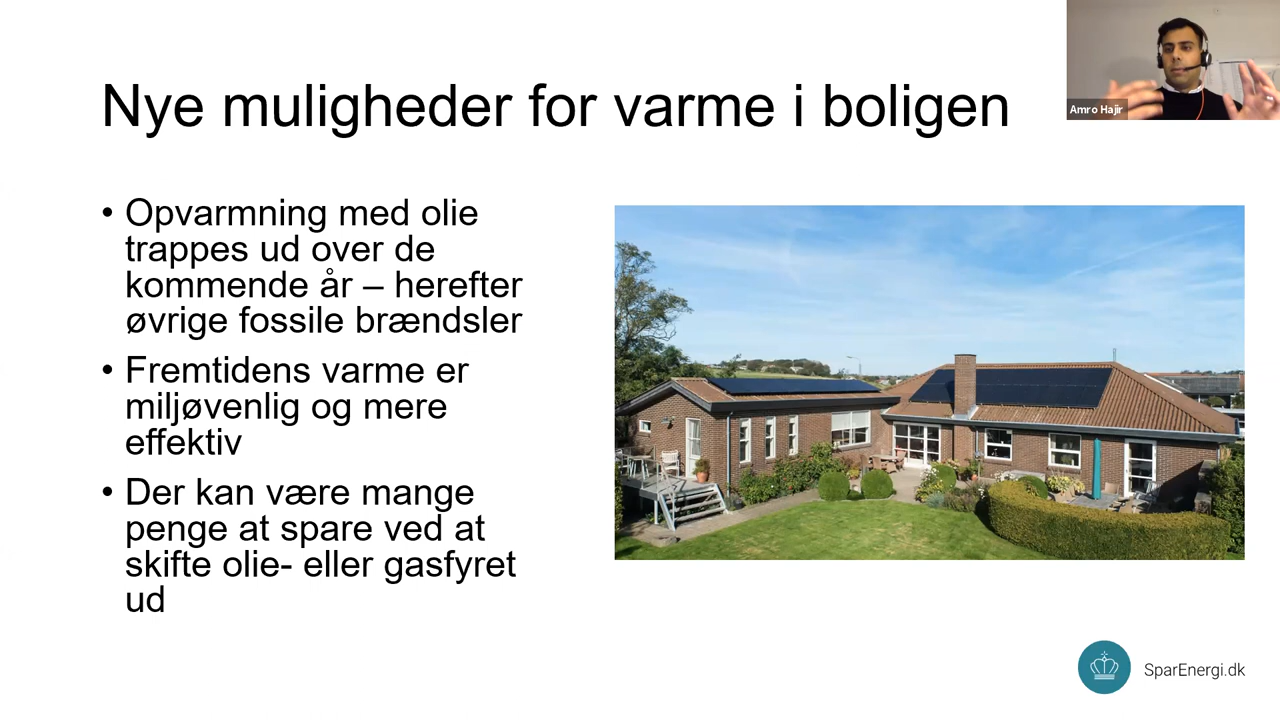 Nye muligheder for varme i boligen
Amro Hajir
• Opvarmning med olie
trappes ud over de
kommende år – herefter
øvrige fossile brændsler
• Fremtidens varme er
miljøvenlig og mere
effektiv
• Der kan være mange
penge at spare ved at
skifte olie- eller gasfyret
ud
SparEnergi.dk